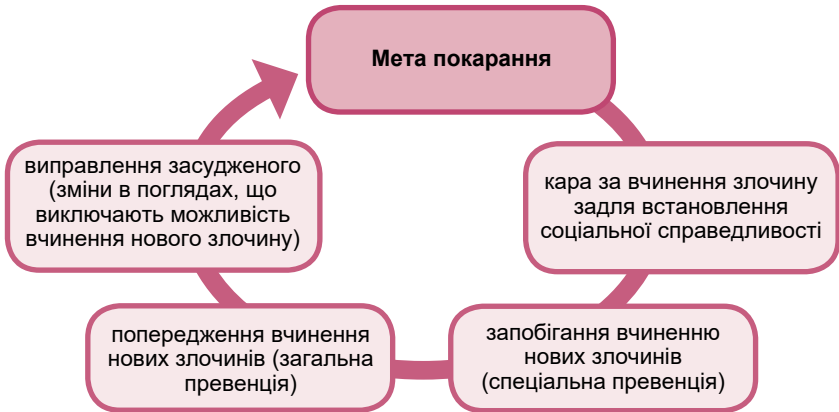 Мета покарання
кара за вчинення злочину
задля встановлення
соціальної справедливості
запобігання вчиненню
нових злочинів
(спеціальна превенція)
попередження вчинення
нових злочинів (загальна
превенція)
виправлення засудженого
(зміни в поглядах, що
виключають можливість
вчинення нового злочину)